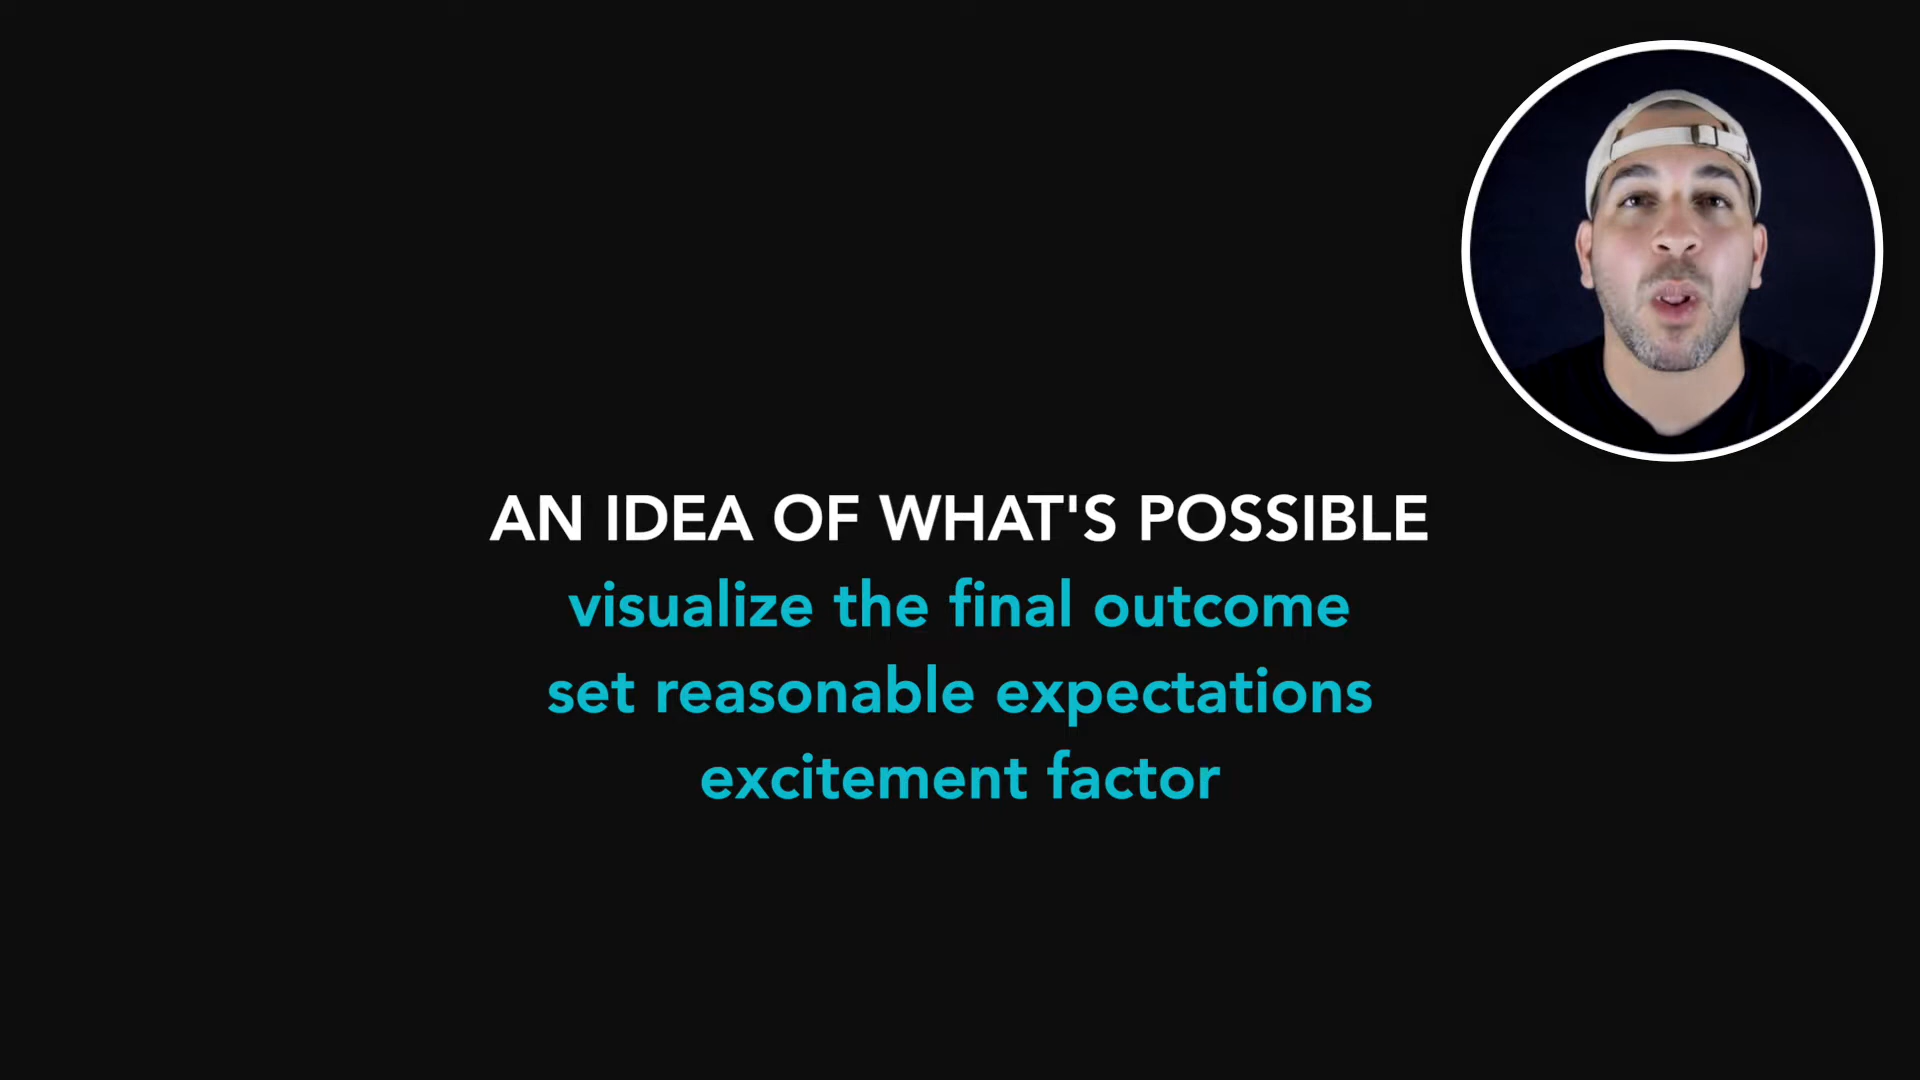 AN IDEA OF WHAT'S POSSIBLE
visualize the final outcome
set reasonable expectations
excitement factor